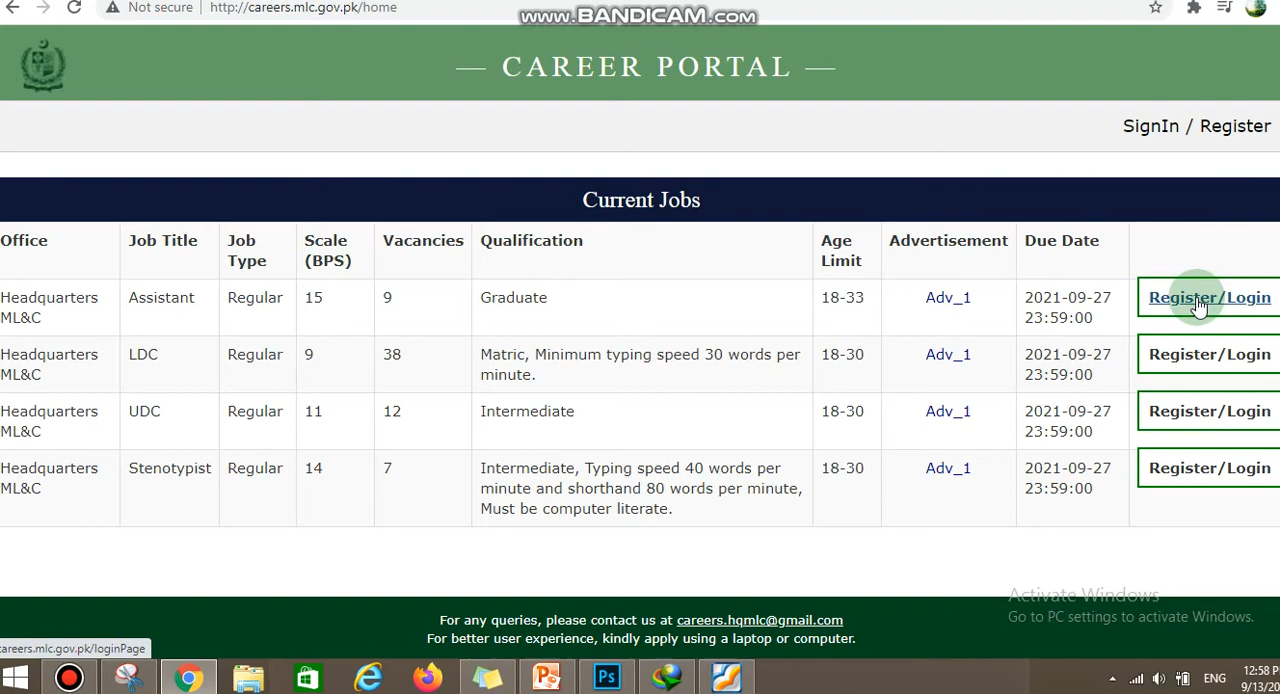 Not secure | http://careers.mlc.gov.pk/home
www.BANDICAM.com
— CAREER PORTAL —
SignIn / Register
Current Jobs
Office Job Title Job Type Scale (BPS) Vacancies Qualification Age Limit Advertisement Due Date
Headquarters ML&C Assistant Regular 15 9 Graduate 18-33 Adv_1 2021-09-27 23:59:00 Register/Login
Headquarters ML&C LDC Regular 9 38 Matric, Minimum typing speed 30 words per minute. 18-30 Adv_1 2021-09-27 23:59:00 Register/Login
Headquarters ML&C UDC Regular 11 12 Intermediate 18-30 Adv_1 2021-09-27 23:59:00 Register/Login
Headquarters ML&C Stenotypist Regular 14 7 Intermediate, Typing speed 40 words per minute and shorthand 80 words per minute, Must be computer literate. 18-30 Adv_1 2021-09-27 23:59:00 Register/Login
Activate Windows
Go to PC settings to activate Windows.
For any queries, please contact us at careers.hqmlc@gmail.com
For better user experience, kindly apply using a laptop or computer.
careers.mlc.gov.pk/loginPage
Ps
ENG
12:58 P
9/13/20